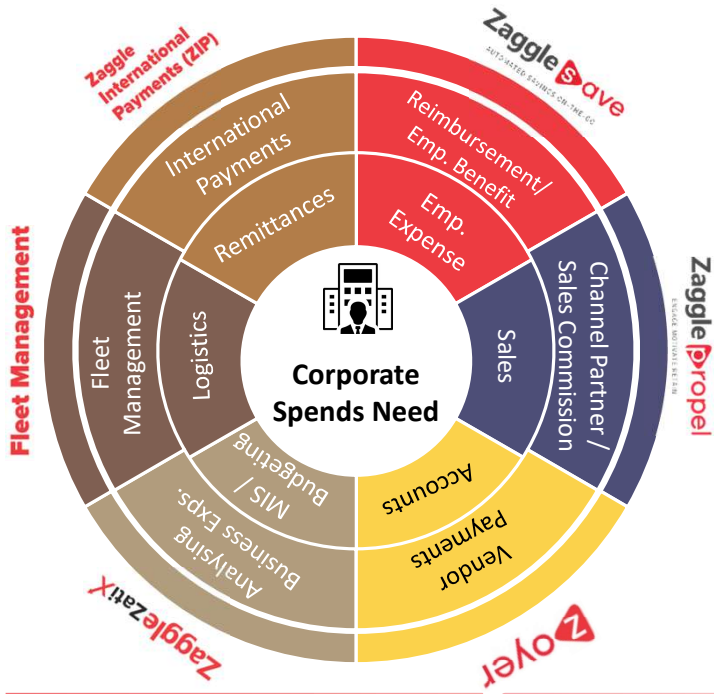 Zaggle
International
Payments (ZIP)
Zaggle Save
AUTOMATED SAVINGS ON-THE-GO
International
Payments
Remittances
Reimbursement/
Emp. Benefit
Emp.
Expense
Fleet Management
Fleet
Management
Logistics
Corporate
Spends Need
Sales
Channel Partner /
Sales Commission
Zaggle propel
ENGAGE MOTIVATE RETAIN
MIS /
Budgeting
Analysing
Business Exps.
Accounts
Vendor
Payments
ZaggleZatiX
Zoyer